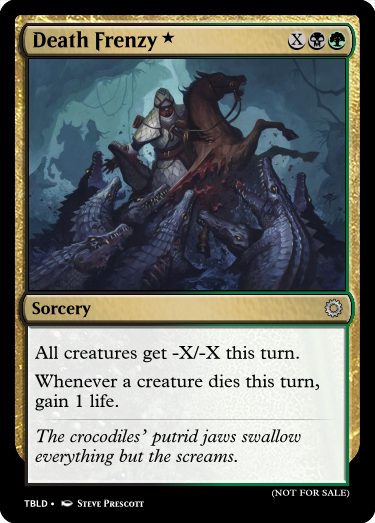 Death Frenzy ★ X
Sorcery
All creatures get -X/-X this turn.
Whenever a creature dies this turn,
gain 1 life.
The crocodiles' putrid jaws swallow
everything but the screams.
(NOT FOR SALE)
TBLD • Steve Prescott